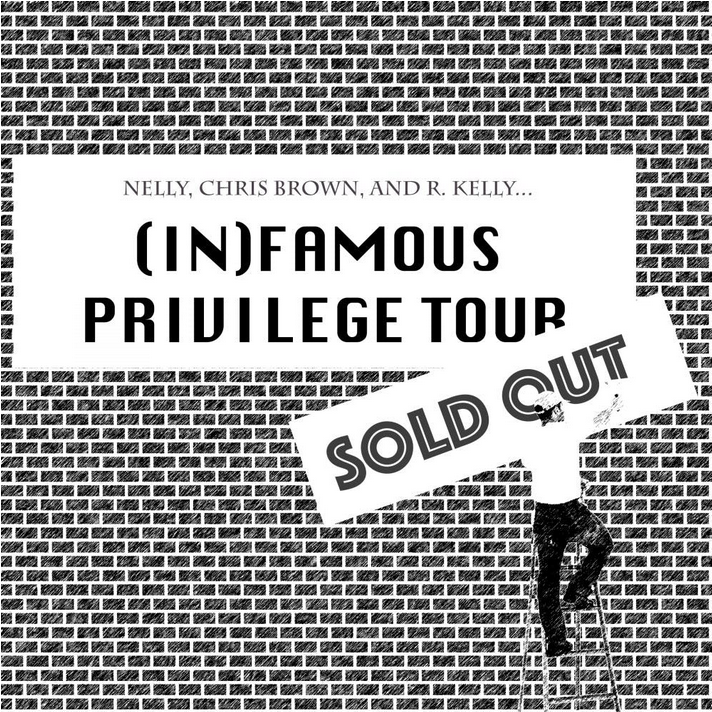 NELLY, CHRIS BROWN, AND R. KELLY...
(IN)FAMOUS
PRIVILEGE TOUR
SOLD OUT